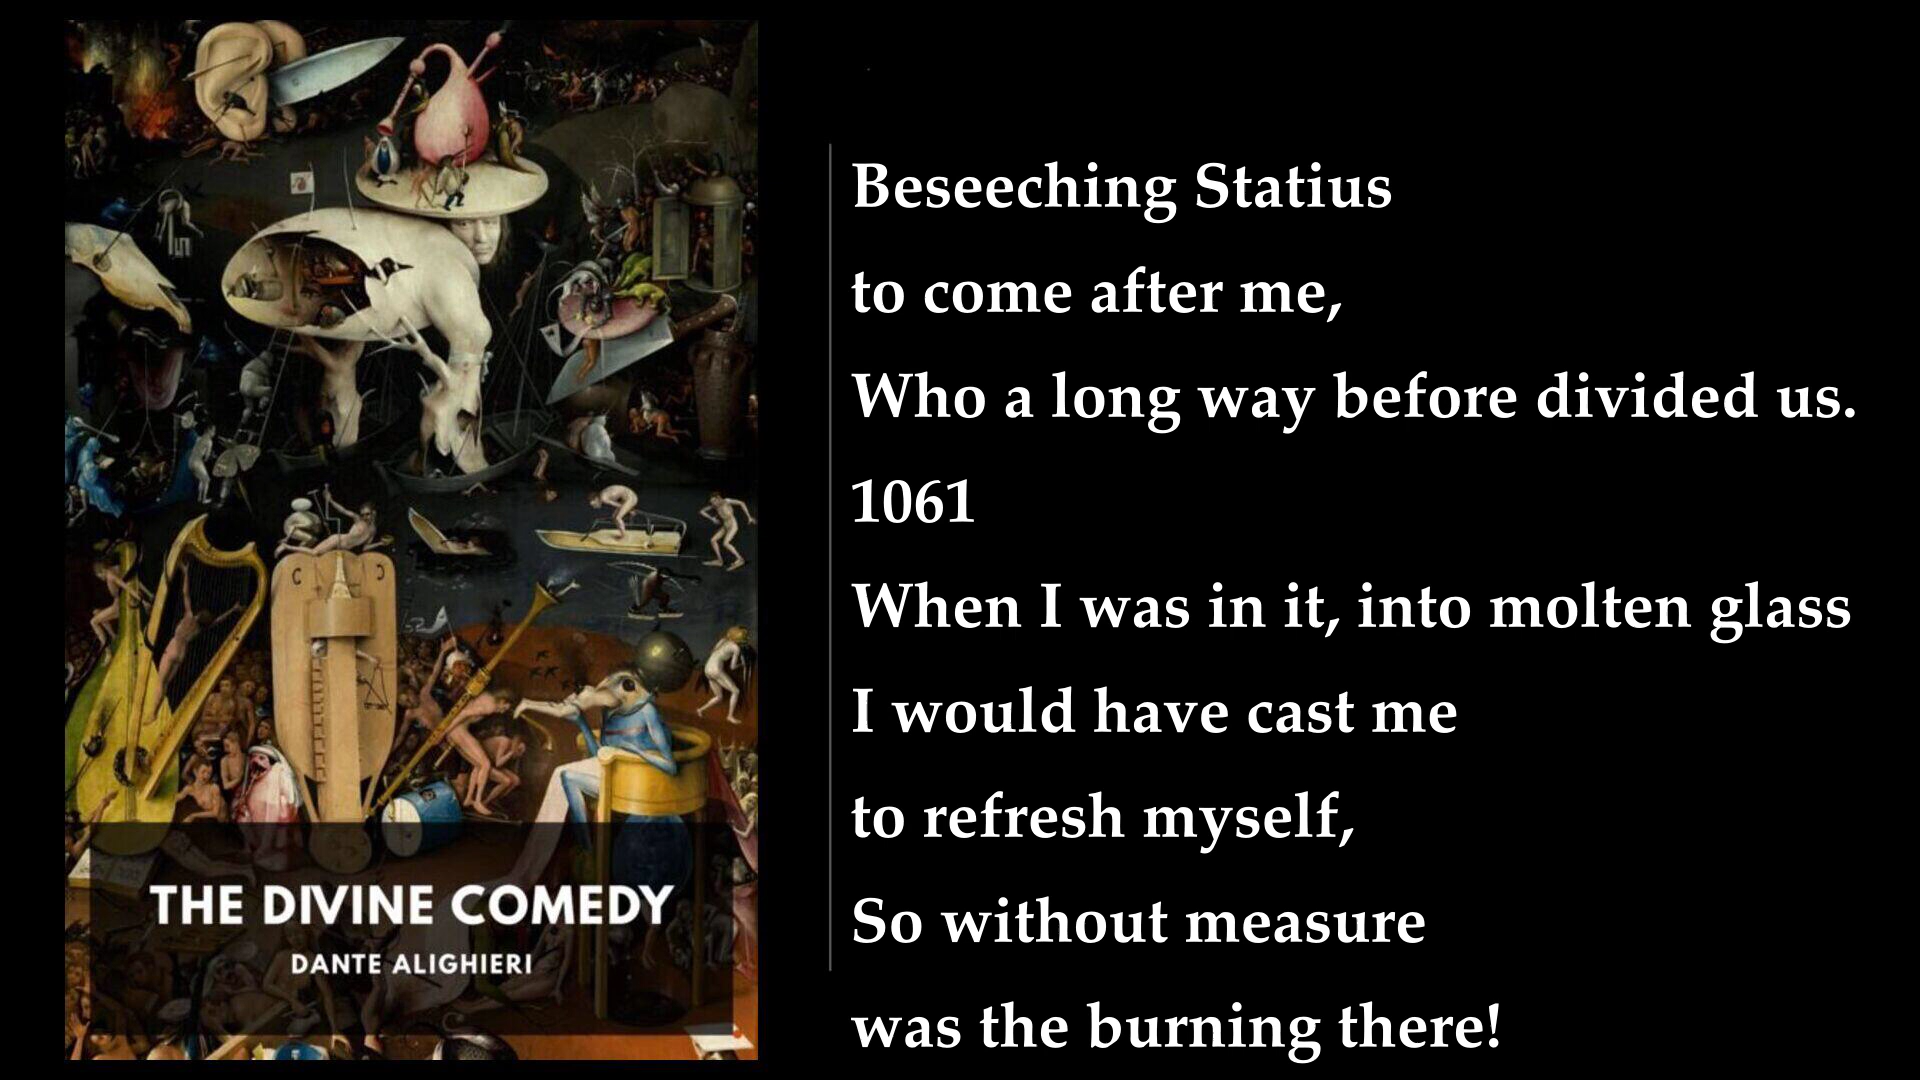 THE DIVINE COMEDY
DANTE ALIGHIERI
Beseeching Statius
to come after me,
Who a long way before divided us.
1061
When I was in it, into molten glass
I would have cast me
to refresh myself,
So without measure
was the burning there!